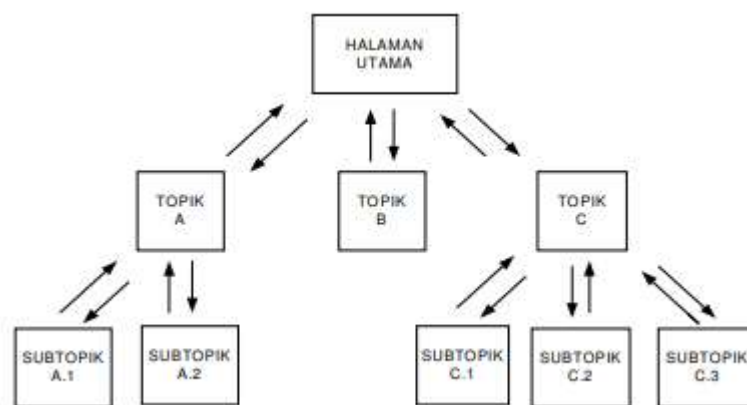 HALAMAN
UTAMA
TOPIK
A
TOPIK
B
TOPIK
C
SUBTOPIK
A.1
SUBTOPIK
A.2
SUBTOPIK
C.1
SUBTOPIK
C.2
SUBTOPIK
C.3